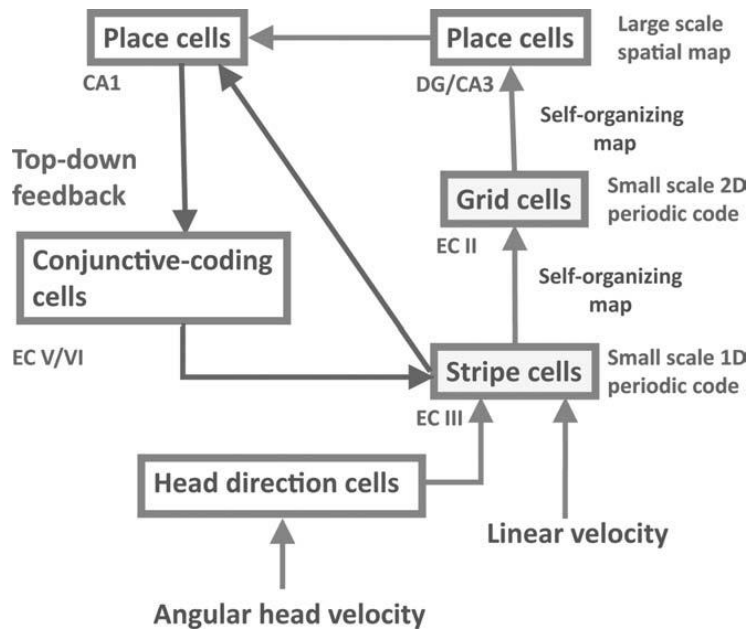 Place cells
Place cells
Large scale
spatial map
CA1
DG/CA3
Self-organizing
map
Top-down
feedback
Grid cells
Small scale 2D
periodic code
EC II
Conjunctive-coding
cells
Self-organizing
map
EC V/VI
Stripe cells
Small scale 1D
periodic code
EC III
Head direction cells
Linear velocity
Angular head velocity